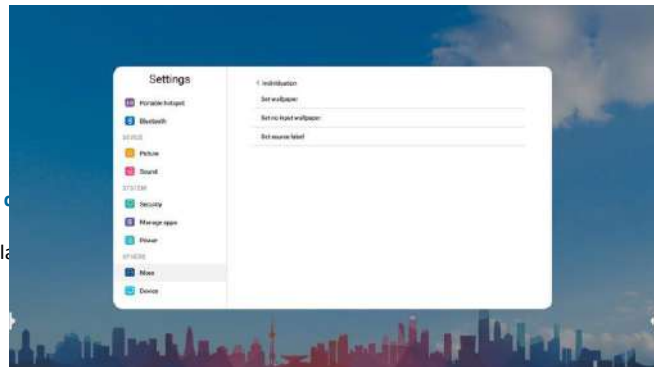 Settings
Portable hotspot
Bluetooth
DEVICE
Picture
Sound
SYSTEM
Security
Manage apps
Power
OTHERS
More
Device
< Individuation
Set wallpaper
Set no input wallpaper
Set source label